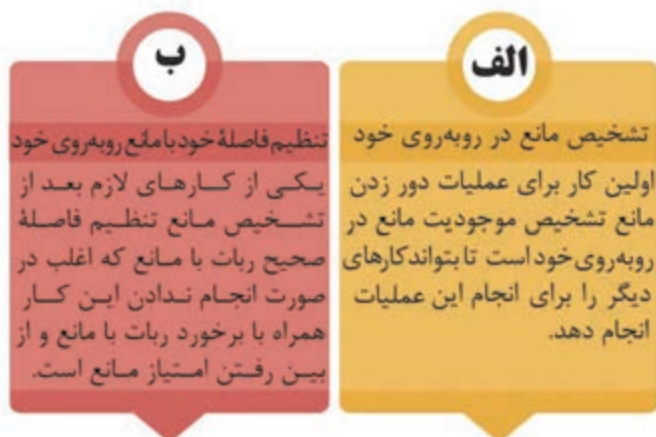 الف
تشخیص مانع در روبه‌روی خود
اولین کار برای عملیات دور زدن
مانع تشخیص موجودیت مانع در
روبه‌روی خود است تا بتواند کارهای
دیگر را برای انجام این عملیات
انجام دهد.
ب
تنظیم فاصلهٔ خود با مانع روبه‌روی خود
یکی از کارهای لازم بعد از
تشخیص مانع تنظیم فاصلهٔ
صحیح ربات با مانع که اغلب در
صورت انجام ندادن این کار
همراه با برخورد ربات با مانع و از
بین رفتن امتیاز مانع است.